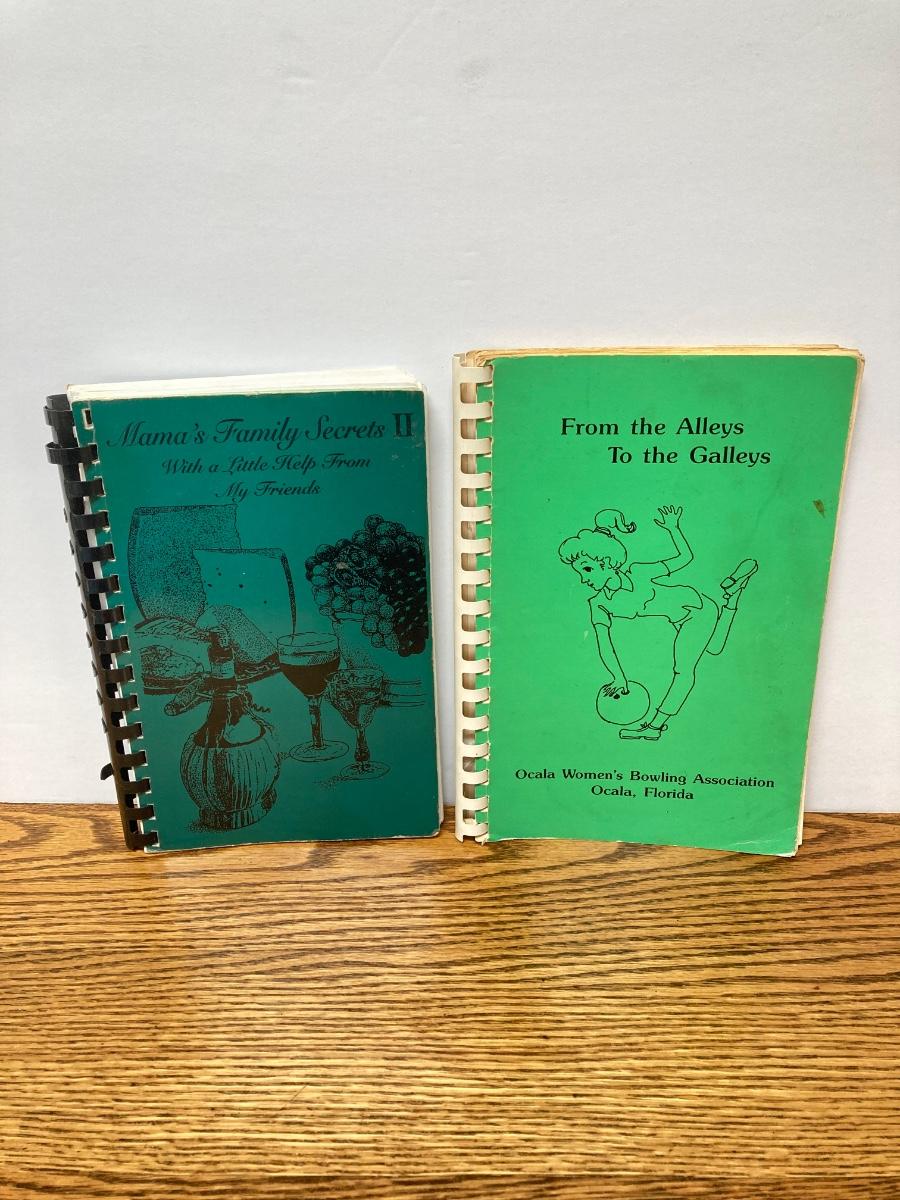 Mama's Family Secrets II
With a Little Help From
My Friends
From the Alleys
To the Galleys
Ocala Women's Bowling Association
Ocala, Florida